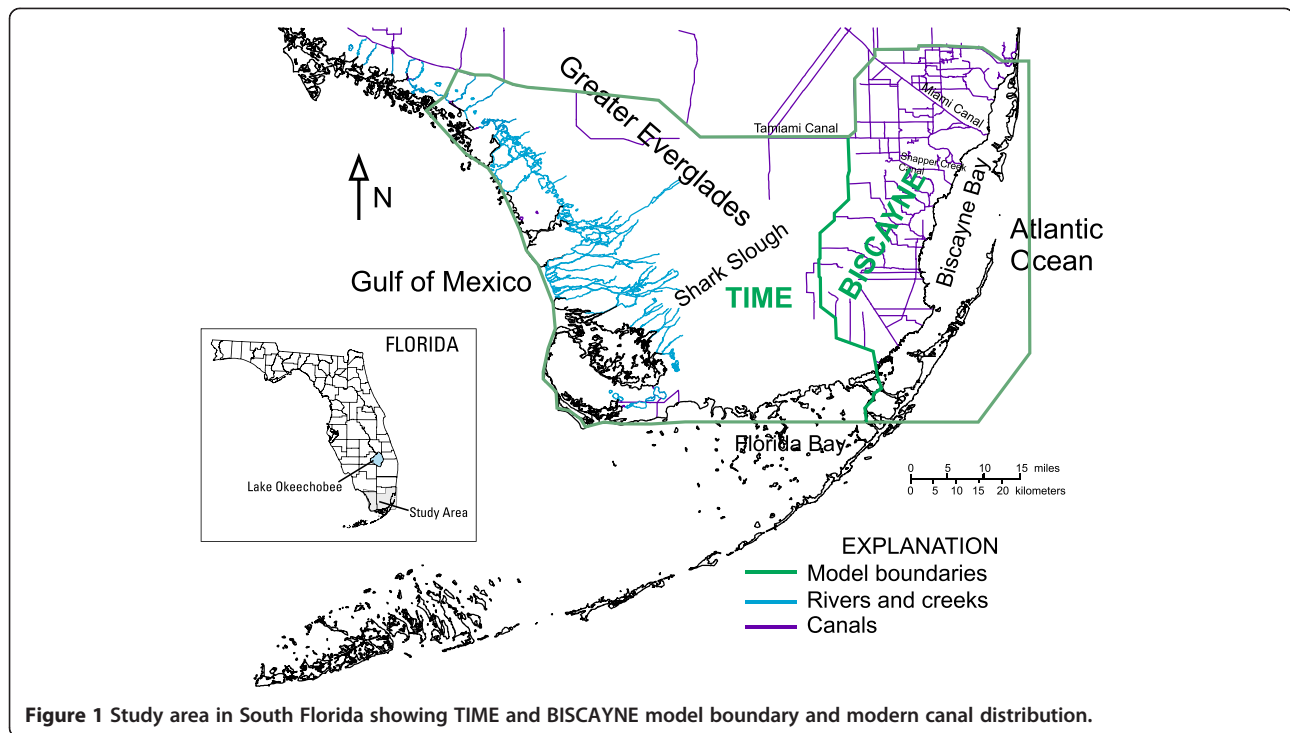 Greater Everglades
Miami Canal
Tamiami Canal
Snapper Creek
Canal
N
Biscayne Bay
BISCAYNE
Atlantic
Ocean
Shark Slough
Gulf of Mexico
TIME
FLORIDA
Lake Okeechobee
Study Area
Florida Bay
0 5 10 15 miles
0 5 10 15 20 kilometers
EXPLANATION
Model boundaries
Rivers and creeks
Canals
Figure 1 Study area in South Florida showing TIME and BISCAYNE model boundary and modern canal distribution.